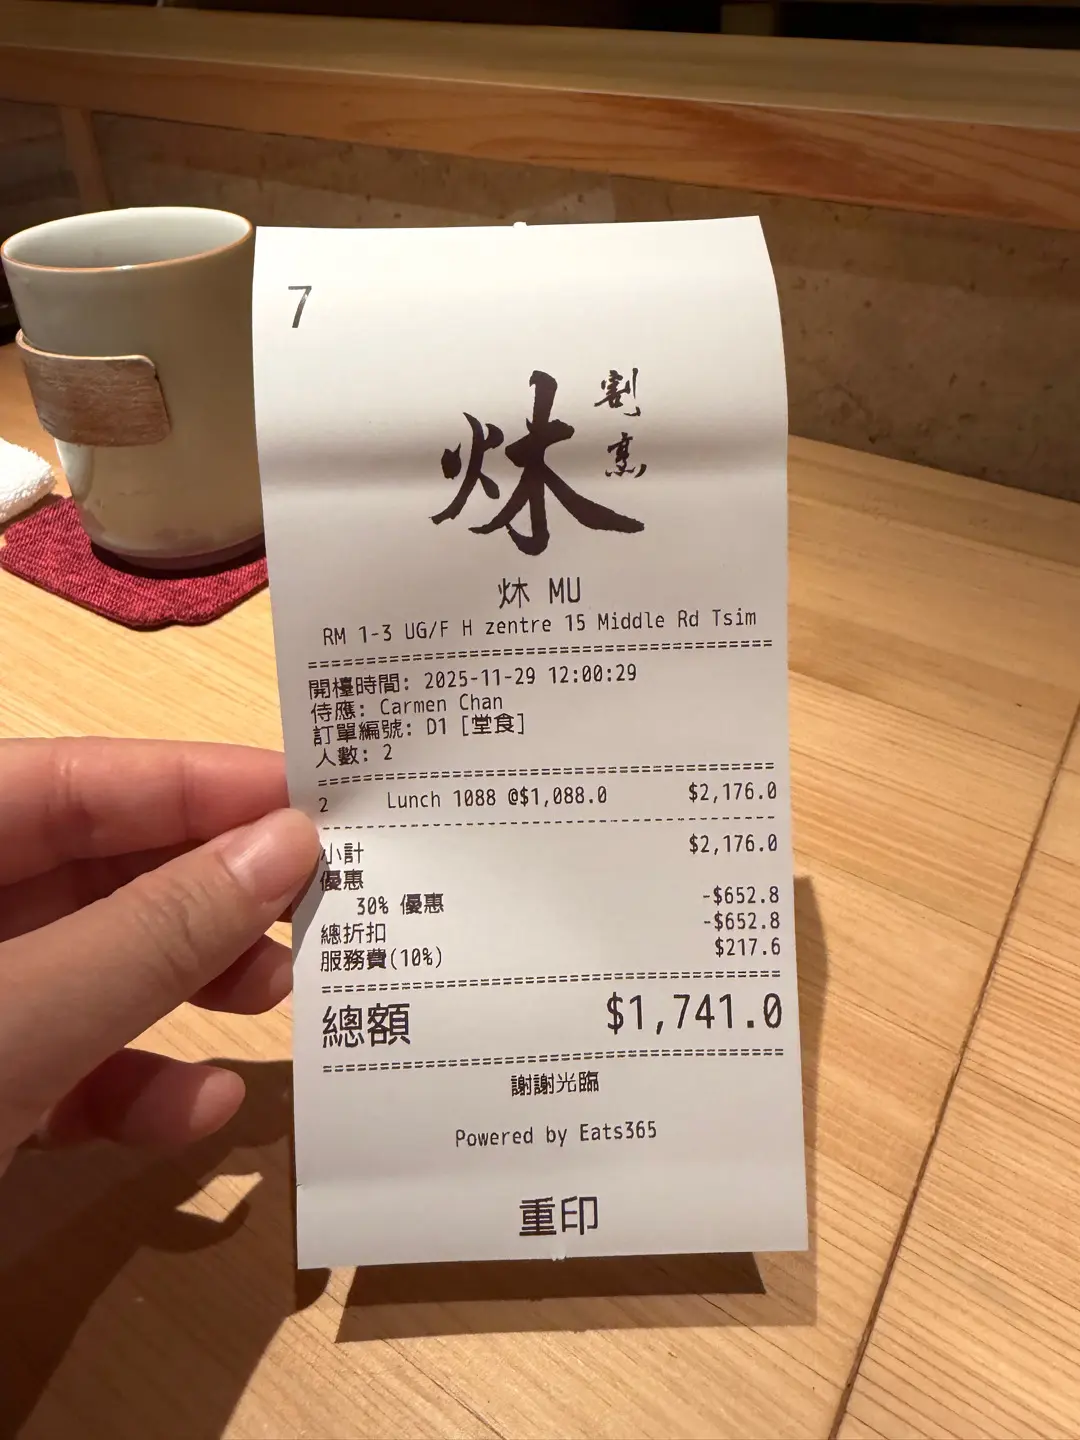 7
割
烹
炑
炑 MU
RM 1-3 UG/F H zentre 15 Middle Rd Tsim
開檯時間: 2025-11-29 12:00:29
侍應: Carmen Chan
訂單編號: D1 [堂食]
人數: 2
2 Lunch 1088 @$1,088.0 $2,176.0
小計 $2,176.0
優惠
30% 優惠 -$652.8
總折扣 -$652.8
服務費(10%) $217.6
總額 $1,741.0
謝謝光臨
Powered by Eats365
重印